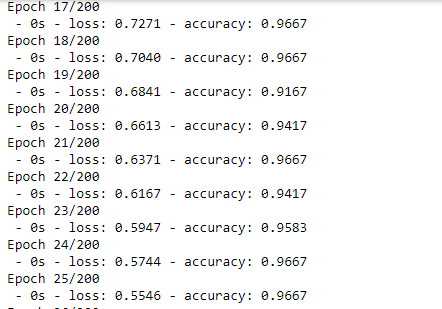 Epoch 17/200
- 0s - loss: 0.7271 - accuracy: 0.9667
Epoch 18/200
- 0s - loss: 0.7040 - accuracy: 0.9667
Epoch 19/200
- 0s - loss: 0.6841 - accuracy: 0.9167
Epoch 20/200
- 0s - loss: 0.6613 - accuracy: 0.9417
Epoch 21/200
- 0s - loss: 0.6371 - accuracy: 0.9667
Epoch 22/200
- 0s - loss: 0.6167 - accuracy: 0.9417
Epoch 23/200
- 0s - loss: 0.5947 - accuracy: 0.9583
Epoch 24/200
- 0s - loss: 0.5744 - accuracy: 0.9667
Epoch 25/200
- 0s - loss: 0.5546 - accuracy: 0.9667